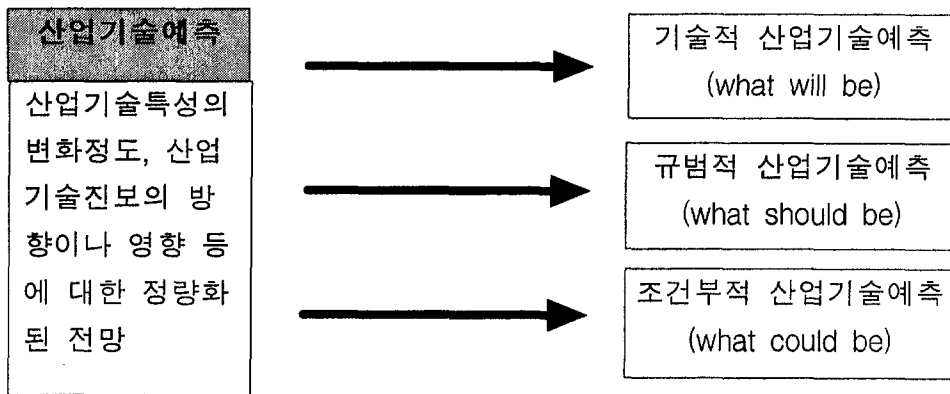 산업기술예측
산업기술특성의
변화정도, 산업
기술진보의 방
향이나 영향 등
에 대한 정량화
된 전망
기술적 산업기술예측
(what will be)
규범적 산업기술예측
(what should be)
조건부적 산업기술예측
(what could be)